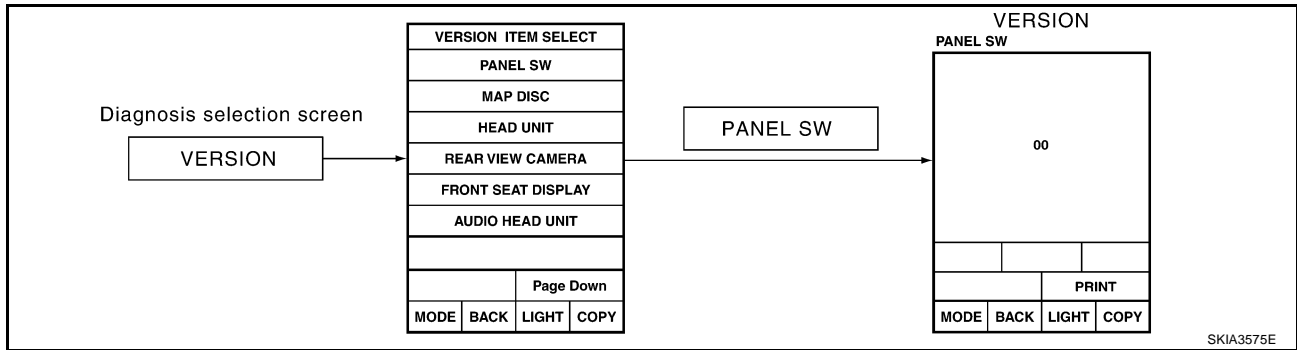 Diagnosis selection screen
VERSION
VERSION ITEM SELECT
PANEL SW
MAP DISC
HEAD UNIT
REAR VIEW CAMERA
FRONT SEAT DISPLAY
AUDIO HEAD UNIT
Page Down
MODE BACK LIGHT COPY
PANEL SW
VERSION
PANEL SW
00
PRINT
MODE BACK LIGHT COPY
SKIA3575E